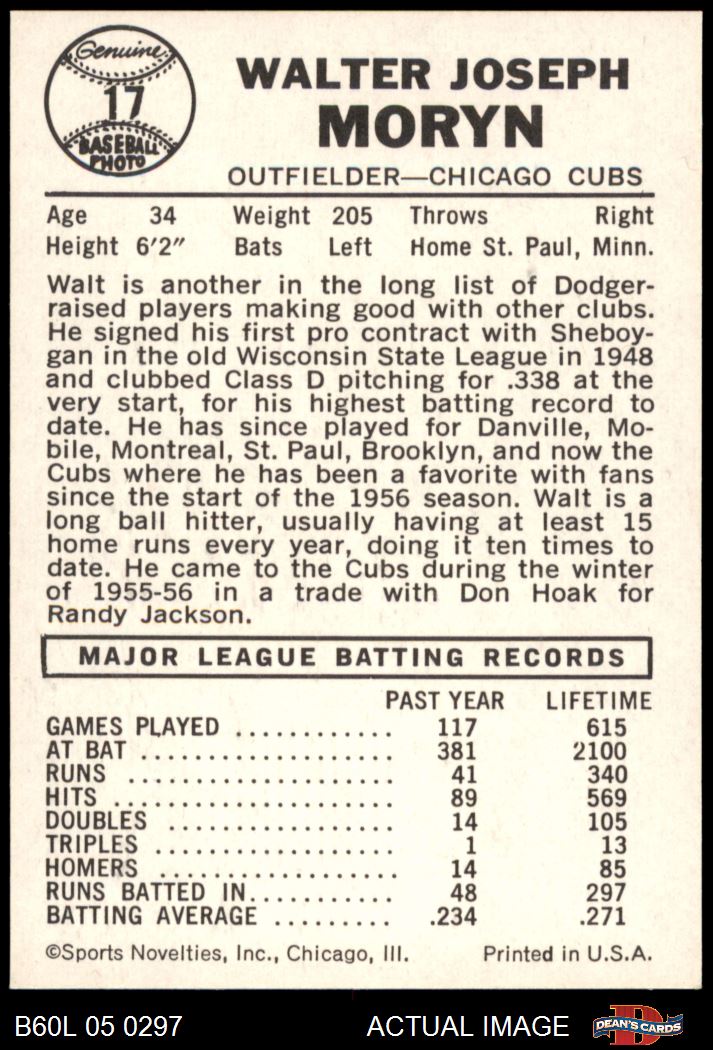 Genuine
17
BASEBALL
PHOTO
WALTER JOSEPH
MORYN
OUTFIELDER—CHICAGO CUBS
Age 34 Weight 205 Throws Right
Height 6'2" Bats Left Home St. Paul, Minn.
Walt is another in the long list of Dodger-
raised players making good with other clubs.
He signed his first pro contract with Sheboy-
gan in the old Wisconsin State League in 1948
and clubbed Class D pitching for .338 at the
very start, for his highest batting record to
date. He has since played for Danville, Mo-
bile, Montreal, St. Paul, Brooklyn, and now the
Cubs where he has been a favorite with fans
since the start of the 1956 season. Walt is a
long ball hitter, usually having at least 15
home runs every year, doing it ten times to
date. He came to the Cubs during the winter
of 1955-56 in a trade with Don Hoak for
Randy Jackson.
MAJOR LEAGUE BATTING RECORDS
PAST YEAR LIFETIME
GAMES PLAYED ............ 117 615
AT BAT .................... 381 2100
RUNS ..................... 41 340
HITS ...................... 89 569
DOUBLES .................. 14 105
TRIPLES ................... 1 13
HOMERS ................... 14 85
RUNS BATTED IN............ 48 297
BATTING AVERAGE ......... .234 .271
©Sports Novelties, Inc., Chicago, Ill. Printed in U.S.A.
B60L 05 0297 ACTUAL IMAGE D DEAN'S CARDS